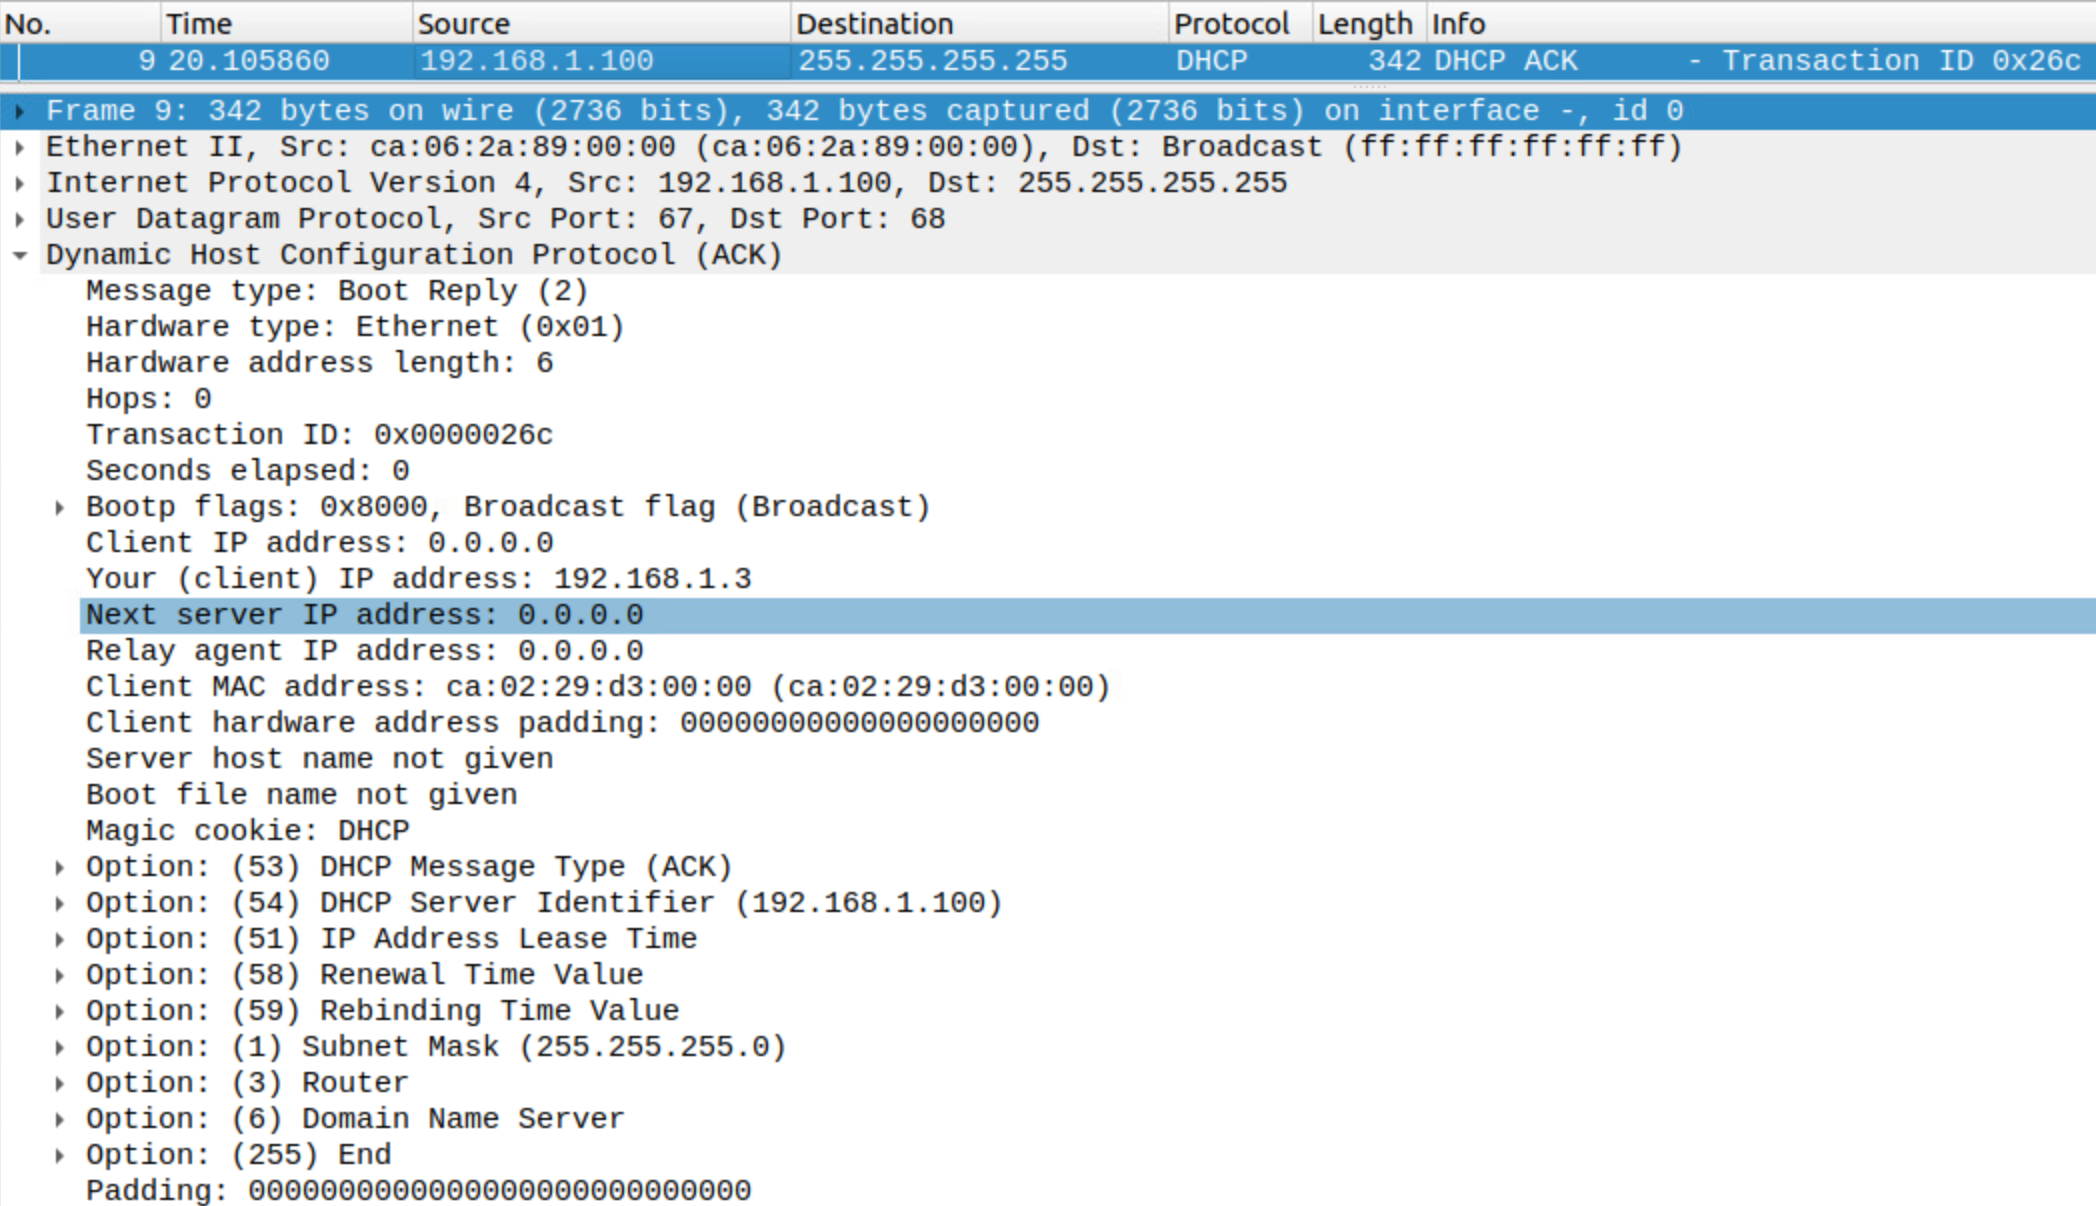 No. Time Source Destination Protocol Length Info
9 20.105860 192.168.1.100 255.255.255.255 DHCP 342 DHCP ACK - Transaction ID 0x26c
Frame 9: 342 bytes on wire (2736 bits), 342 bytes captured (2736 bits) on interface -, id 0
Ethernet II, Src: ca:06:2a:89:00:00 (ca:06:2a:89:00:00), Dst: Broadcast (ff:ff:ff:ff:ff:ff)
Internet Protocol Version 4, Src: 192.168.1.100, Dst: 255.255.255.255
User Datagram Protocol, Src Port: 67, Dst Port: 68
Dynamic Host Configuration Protocol (ACK)
Message type: Boot Reply (2)
Hardware type: Ethernet (0x01)
Hardware address length: 6
Hops: 0
Transaction ID: 0x0000026c
Seconds elapsed: 0
Bootp flags: 0x8000, Broadcast flag (Broadcast)
Client IP address: 0.0.0.0
Your (client) IP address: 192.168.1.3
Next server IP address: 0.0.0.0
Relay agent IP address: 0.0.0.0
Client MAC address: ca:02:29:d3:00:00 (ca:02:29:d3:00:00)
Client hardware address padding: 00000000000000000000
Server host name not given
Boot file name not given
Magic cookie: DHCP
Option: (53) DHCP Message Type (ACK)
Option: (54) DHCP Server Identifier (192.168.1.100)
Option: (51) IP Address Lease Time
Option: (58) Renewal Time Value
Option: (59) Rebinding Time Value
Option: (1) Subnet Mask (255.255.255.0)
Option: (3) Router
Option: (6) Domain Name Server
Option: (255) End
Padding: 0000000000000000000000000000